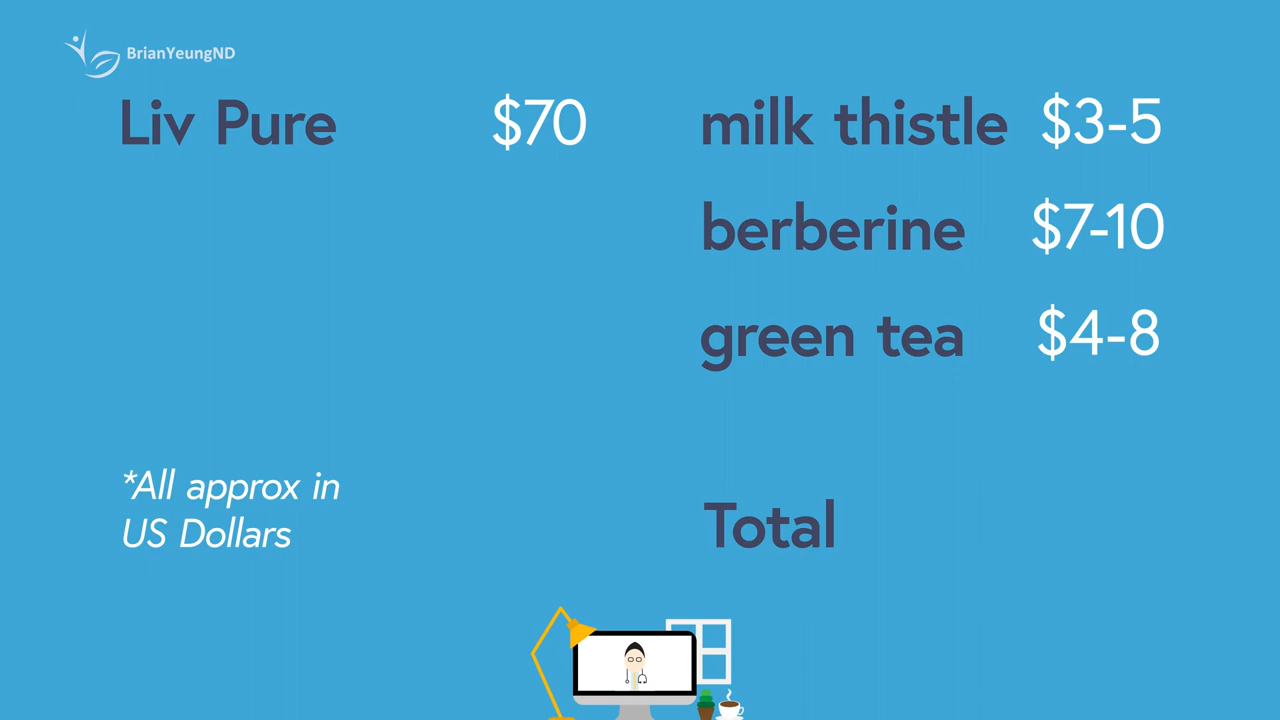 BrianYeungND
Liv Pure $70
milk thistle $3-5
berberine $7-10
green tea $4-8
*All approx in
US Dollars
Total